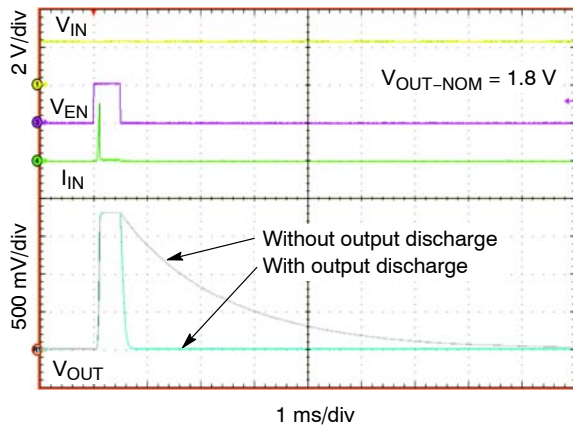 2 V/div
V_IN
V_EN
V_OUT–NOM = 1.8 V
I_IN
500 mV/div
Without output discharge
With output discharge
V_OUT
1 ms/div